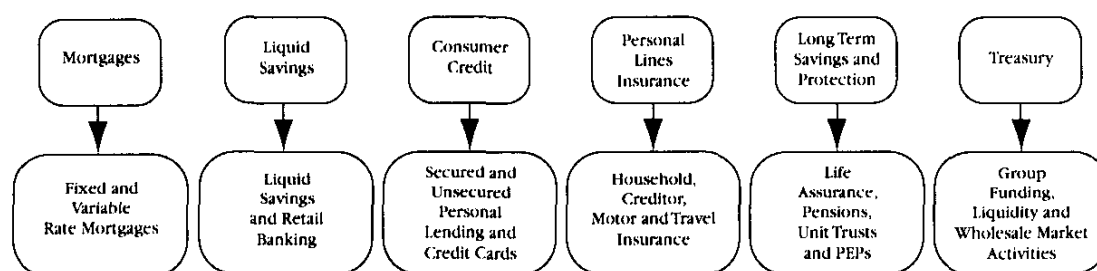 Mortgages
Liquid
Savings
Consumer
Credit
Personal
Lines
Insurance
Long Term
Savings and
Protection
Treasury
Fixed and
Variable
Rate Mortgages
Liquid
Savings
and Retail
Banking
Secured and
Unsecured
Personal
Lending and
Credit Cards
Household,
Creditor,
Motor and Travel
Insurance
Life
Assurance,
Pensions,
Unit Trusts
and PEPs
Group
Funding,
Liquidity and
Wholesale Market
Activities